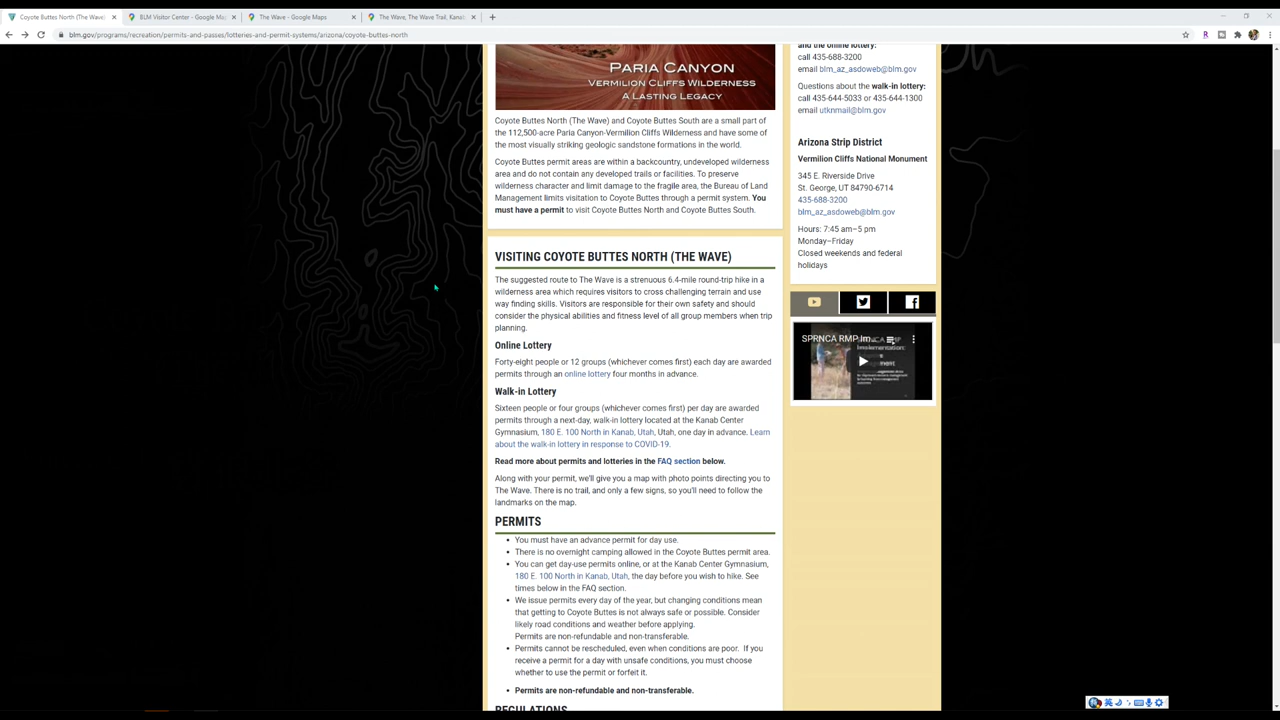 Coyote Buttes North (The Wave)
BLM Visitor Center - Google Ma
The Wave - Google Maps
The Wave, The Wave Trail, Kana
blm.gov/programs/recreation/permits-and-passes/lotteries-and-permit-systems/arizona/coyote-buttes-north
PARIA CANYON
VERMILION CLIFFS WILDERNESS
A LASTING LEGACY
Coyote Buttes North (The Wave) and Coyote Buttes South are a small part of
the 112,500-acre Paria Canyon-Vermilion Cliffs Wilderness and have some of
the most visually striking geologic sandstone formations in the world.
Coyote Buttes permit areas are within a backcountry, undeveloped wilderness
area and do not contain any developed trails or facilities. To preserve
wilderness character and limit damage to the fragile area, the Bureau of Land
Management limits visitation to Coyote Buttes through a permit system. You
must have a permit to visit Coyote Buttes North and Coyote Buttes South.
VISITING COYOTE BUTTES NORTH (THE WAVE)
The suggested route to The Wave is a strenuous 6.4-mile round-trip hike in a
wilderness area which requires visitors to cross challenging terrain and use
way finding skills. Visitors are responsible for their own safety and should
consider the physical abilities and fitness level of all group members when trip
planning.
Online Lottery
Forty-eight people or 12 groups (whichever comes first) each day are awarded
permits through an online lottery four months in advance.
Walk-in Lottery
Sixteen people or four groups (whichever comes first) per day are awarded
permits through a next-day, walk-in lottery located at the Kanab Center
Gymnasium, 180 E. 100 North in Kanab, Utah, Utah, one day in advance. Learn
about the walk-in lottery in response to COVID-19.
Read more about permits and lotteries in the FAQ section below.
Along with your permit, we'll give you a map with photo points directing you to
The Wave. There is no trail, and only a few signs, so you'll need to follow the
landmarks on the map.
PERMITS
• You must have an advance permit for day use.
• There is no overnight camping allowed in the Coyote Buttes permit area.
• You can get day-use permits online, or at the Kanab Center Gymnasium,
180 E. 100 North in Kanab, Utah, the day before you wish to hike. See
times below in the FAQ section.
• We issue permits every day of the year, but changing conditions mean
that getting to Coyote Buttes is not always safe or possible. Consider
likely road conditions and weather before applying.
Permits are non-refundable and non-transferable.
• Permits cannot be rescheduled, even when conditions are poor. If you
receive a permit for a day with unsafe conditions, you must choose
whether to use the permit or forfeit it.
• Permits are non-refundable and non-transferable.
REGULATIONS
and the online lottery:
call 435-688-3200
email blm_az_asdoweb@blm.gov
Questions about the walk-in lottery:
call 435-644-5033 or 435-644-1300
email utknmail@blm.gov
Arizona Strip District
Vermilion Cliffs National Monument
345 E. Riverside Drive
St. George, UT 84790-6714
435-688-3200
blm_az_asdoweb@blm.gov
Hours: 7:45 am–5 pm
Monday–Friday
Closed weekends and federal
holidays
SPRNCA RMP Im
英